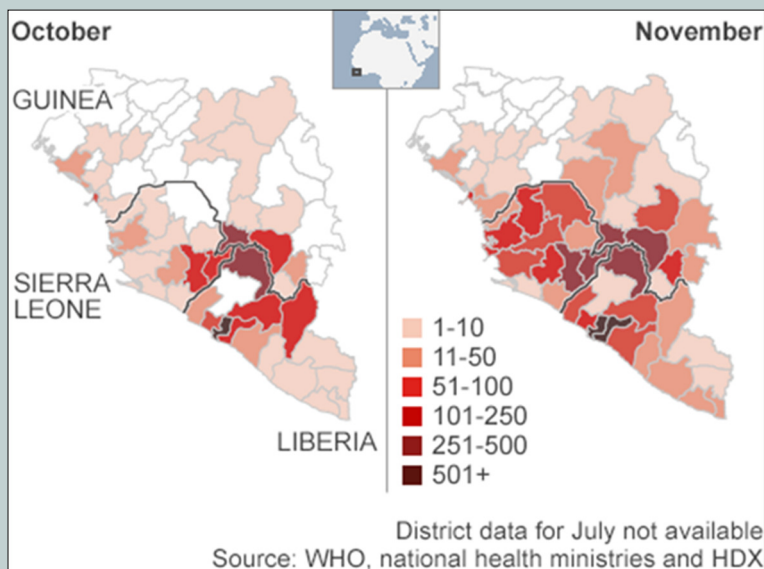 October
November
GUINEA
SIERRA
LEONE
LIBERIA
1-10
11-50
51-100
101-250
251-500
501+
District data for July not available
Source: WHO, national health ministries and HDX